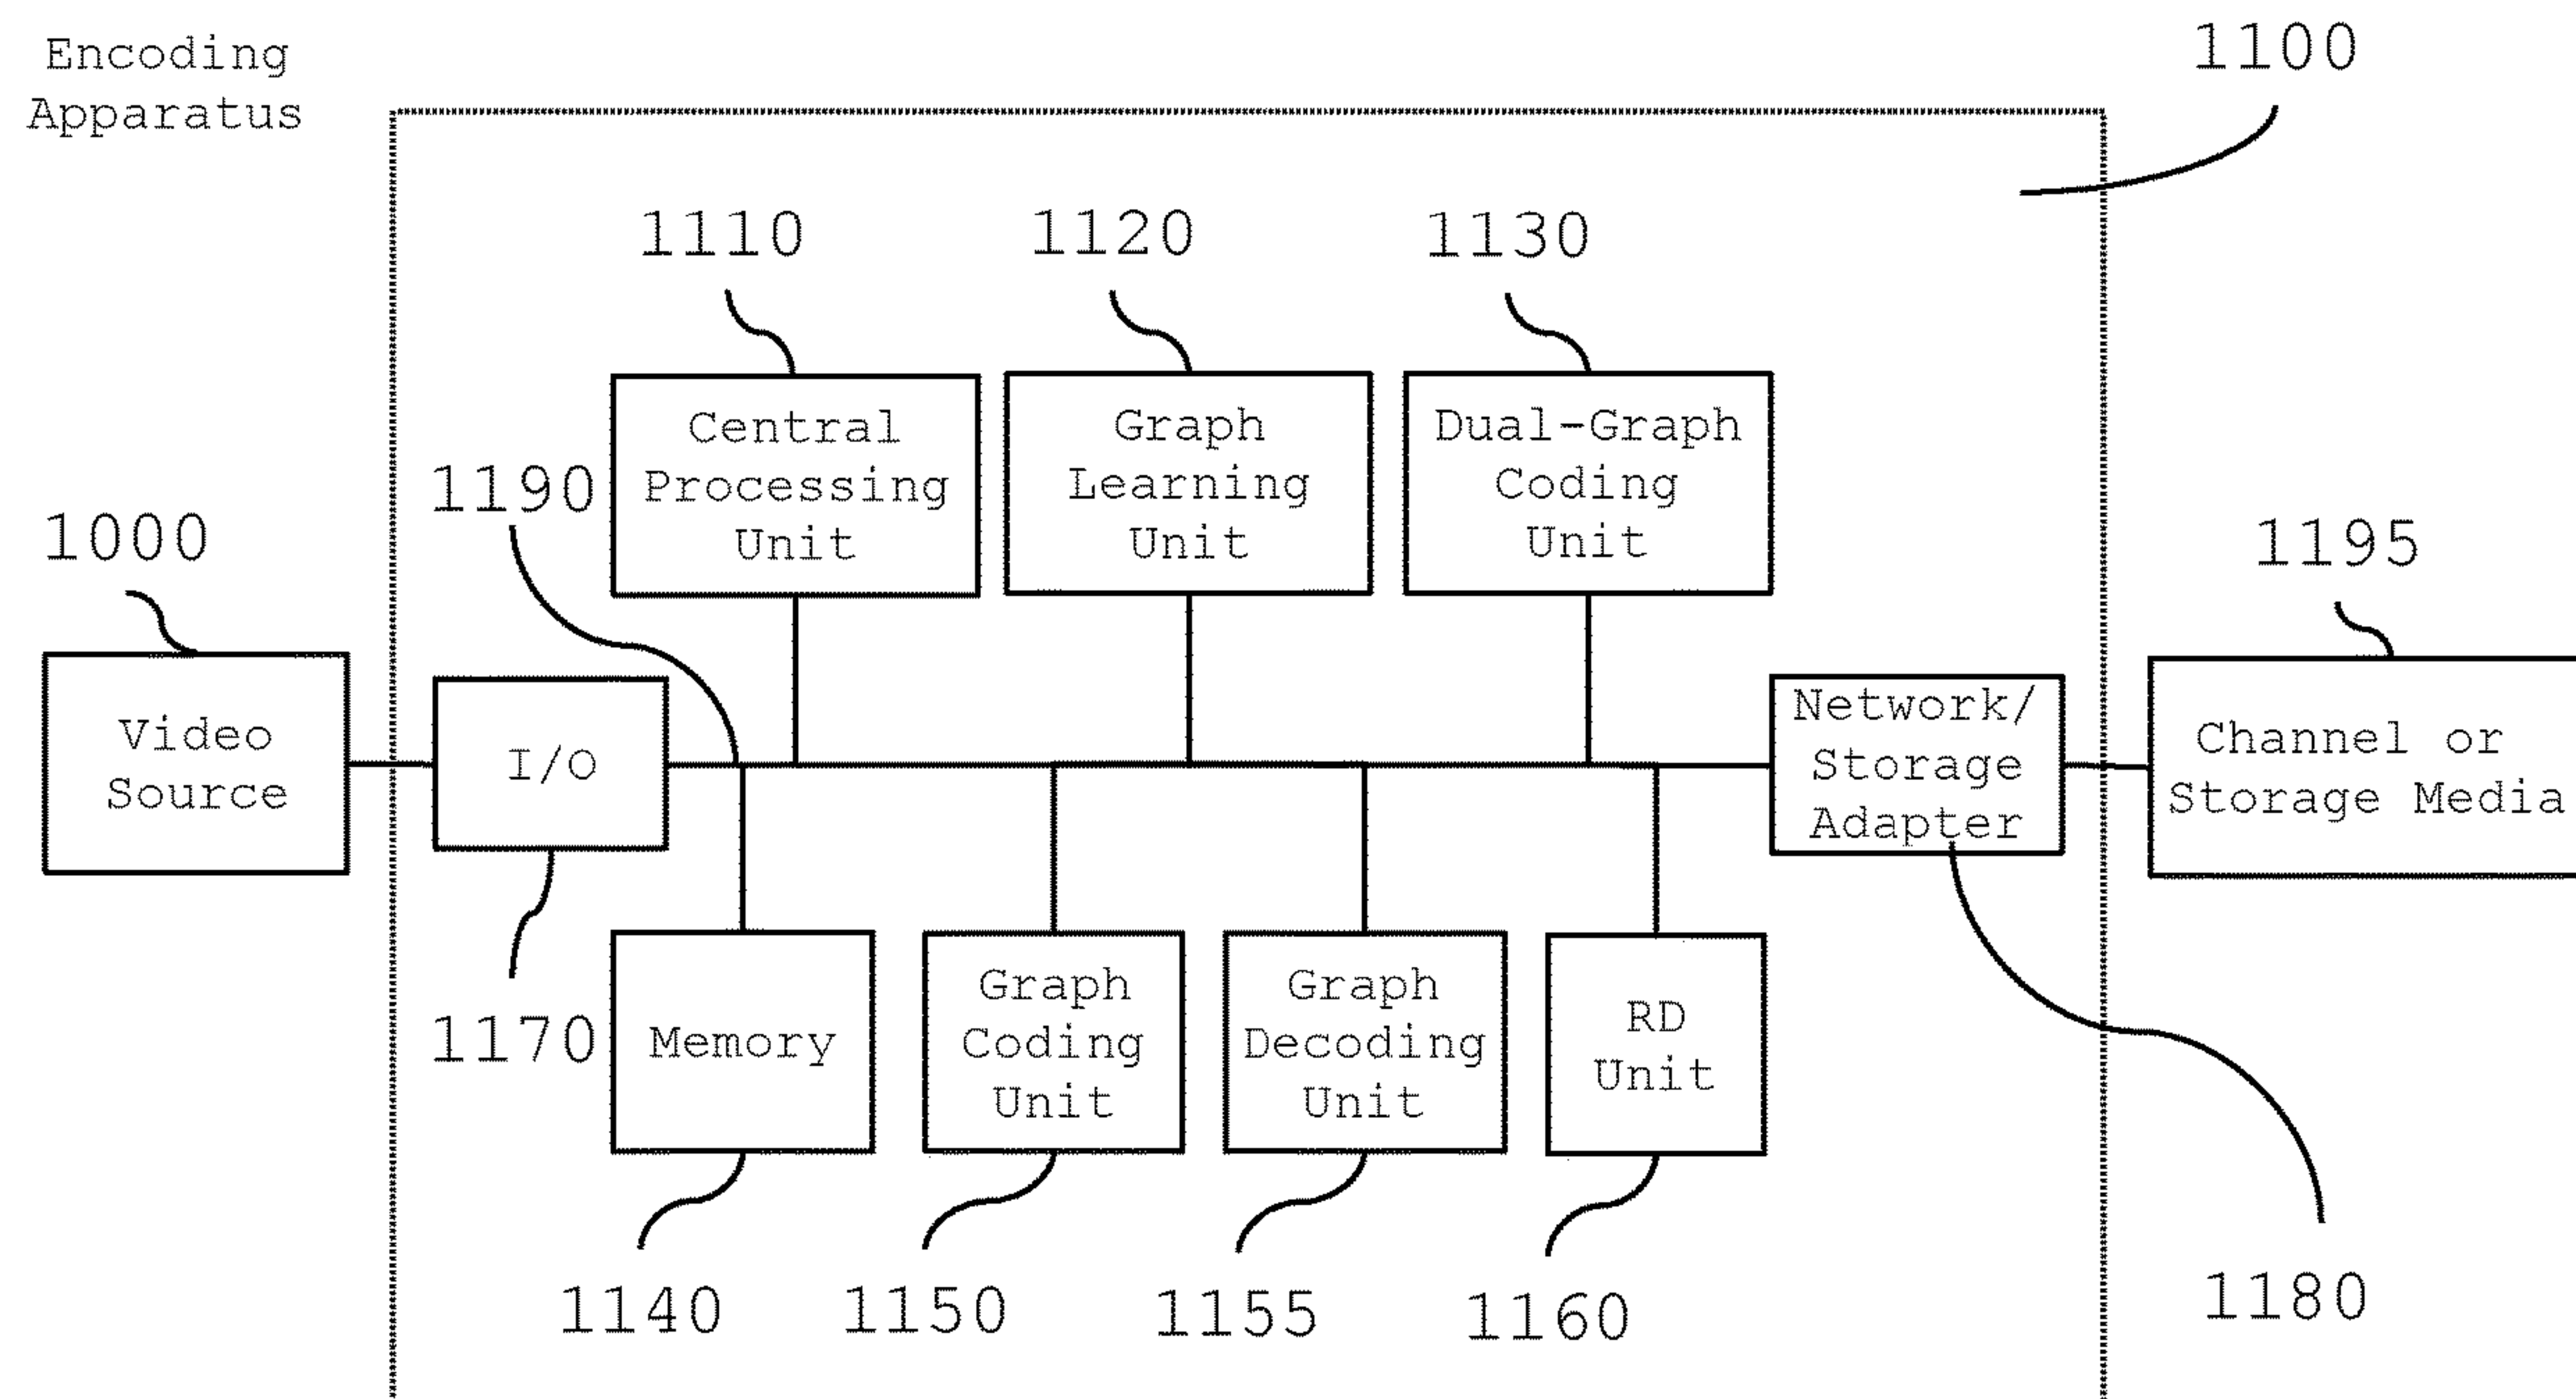 Encoding
Apparatus
1100
1110
1120
1130
Central
Processing
Unit
Graph
Learning
Unit
Dual-Graph
Coding
Unit
1190
1000
1195
Video
Source
I/O
Network/
Storage
Adapter
Channel or
Storage Media
1170
Memory
Graph
Coding
Unit
Graph
Decoding
Unit
RD
Unit
1140
1150
1155
1160
1180